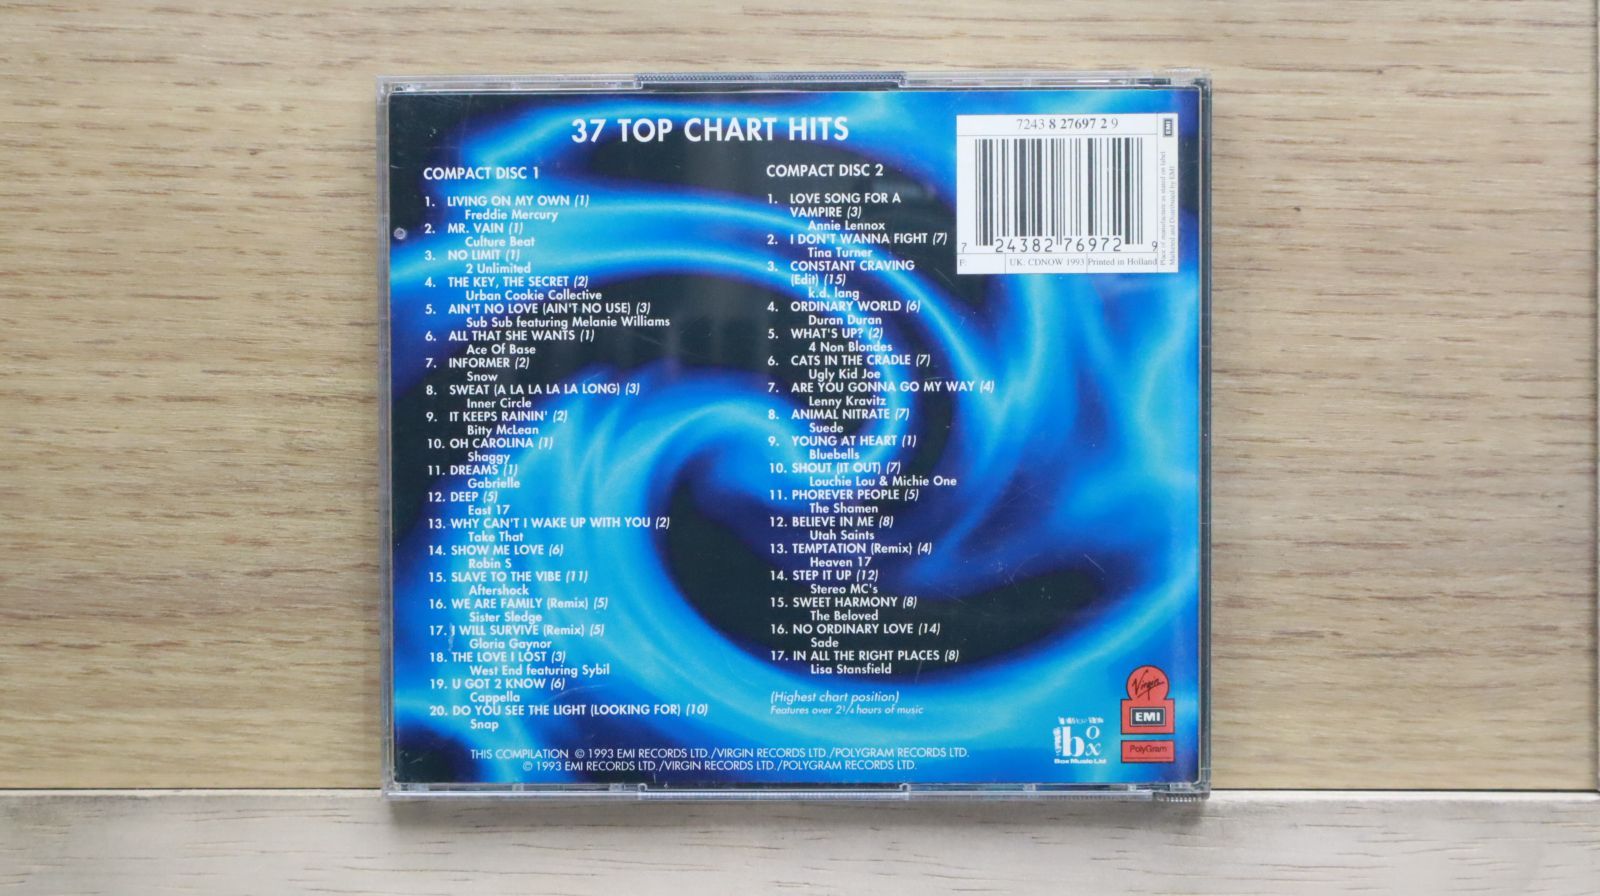 37 TOP CHART HITS
COMPACT DISC 1
1. LIVING ON MY OWN (1)
Freddie Mercury
2. MR. VAIN (1)
Culture Beat
3. NO LIMIT (1)
2 Unlimited
4. THE KEY, THE SECRET (2)
Urban Cookie Collective
5. AIN'T NO LOVE (AIN'T NO USE) (3)
Sub Sub featuring Melanie Williams
6. ALL THAT SHE WANTS (1)
Ace Of Base
7. INFORMER (2)
Snow
8. SWEAT (A LA LA LA LA LONG) (3)
Inner Circle
9. IT KEEPS RAININ' (2)
Bitty McLean
10. OH CAROLINA (1)
Shaggy
11. DREAMS (1)
Gabrielle
12. DEEP (5)
East 17
13. WHY CAN'T I WAKE UP WITH YOU (2)
Take That
14. SHOW ME LOVE (6)
Robin S
15. SLAVE TO THE VIBE (11)
Aftershock
16. WE ARE FAMILY (Remix) (5)
Sister Sledge
17. I WILL SURVIVE (Remix) (5)
Gloria Gaynor
18. THE LOVE I LOST (3)
West End featuring Sybil
19. U GOT 2 KNOW (6)
Cappella
20. DO YOU SEE THE LIGHT (LOOKING FOR) (10)
Snap
COMPACT DISC 2
1. LOVE SONG FOR A
VAMPIRE (3)
Annie Lennox
2. I DON'T WANNA FIGHT (7)
Tina Turner
3. CONSTANT CRAVING
(Edit) (15)
k.d. lang
4. ORDINARY WORLD (6)
Duran Duran
5. WHAT'S UP? (2)
4 Non Blondes
6. CATS IN THE CRADLE (7)
Ugly Kid Joe
7. ARE YOU GONNA GO MY WAY (4)
Lenny Kravitz
8. ANIMAL NITRATE (7)
Suede
9. YOUNG AT HEART (1)
Bluebells
10. SHOUT (IT OUT) (7)
Louchie Lou & Michie One
11. PHOREVER PEOPLE (5)
The Shamen
12. BELIEVE IN ME (8)
Utah Saints
13. TEMPTATION (Remix) (4)
Heaven 17
14. STEP IT UP (12)
Stereo MC's
15. SWEET HARMONY (8)
The Beloved
16. NO ORDINARY LOVE (14)
Sade
17. IN ALL THE RIGHT PLACES (8)
Lisa Stansfield
(Highest chart position)
Features over 2¼ hours of music
7243 8 27697 2 9
7 24382 76972 9
F: UK: CDNOW 1993 Printed in Holland
EMI
Place of manufacture as stated on label
Marketed and Distributed by EMI
THIS COMPILATION © 1993 EMI RECORDS LTD./VIRGIN RECORDS LTD./POLYGRAM RECORDS LTD.
© 1993 EMI RECORDS LTD./VIRGIN RECORDS LTD./POLYGRAM RECORDS LTD.
box
Box Music Ltd
Virgin
EMI
PolyGram